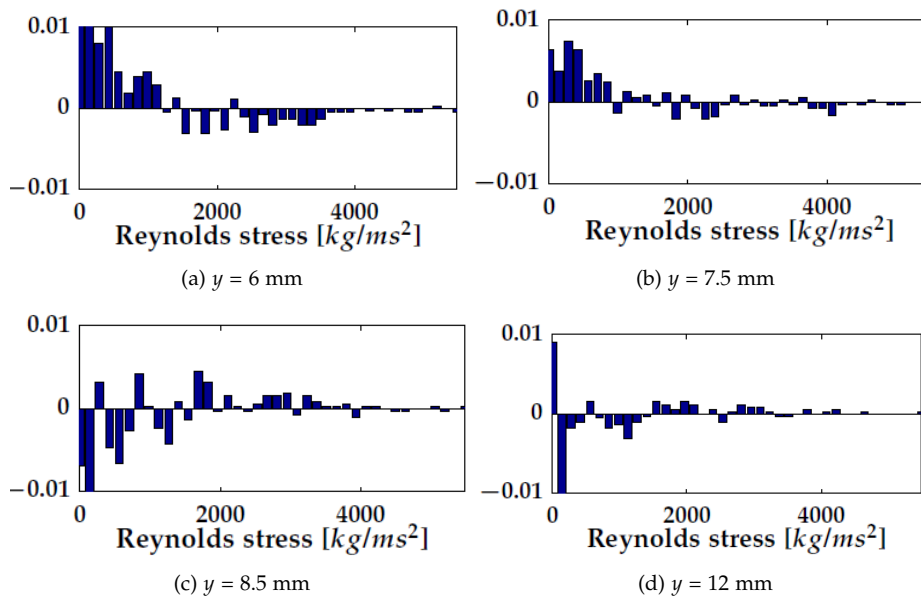 0.01
0
−0.01
0 2000 4000
Reynolds stress [kg/ms²]
(a) y = 6 mm
0.01
0
−0.01
0 2000 4000
Reynolds stress [kg/ms²]
(b) y = 7.5 mm
0.01
0
−0.01
0 2000 4000
Reynolds stress [kg/ms²]
(c) y = 8.5 mm
0.01
0
−0.01
0 2000 4000
Reynolds stress [kg/ms²]
(d) y = 12 mm